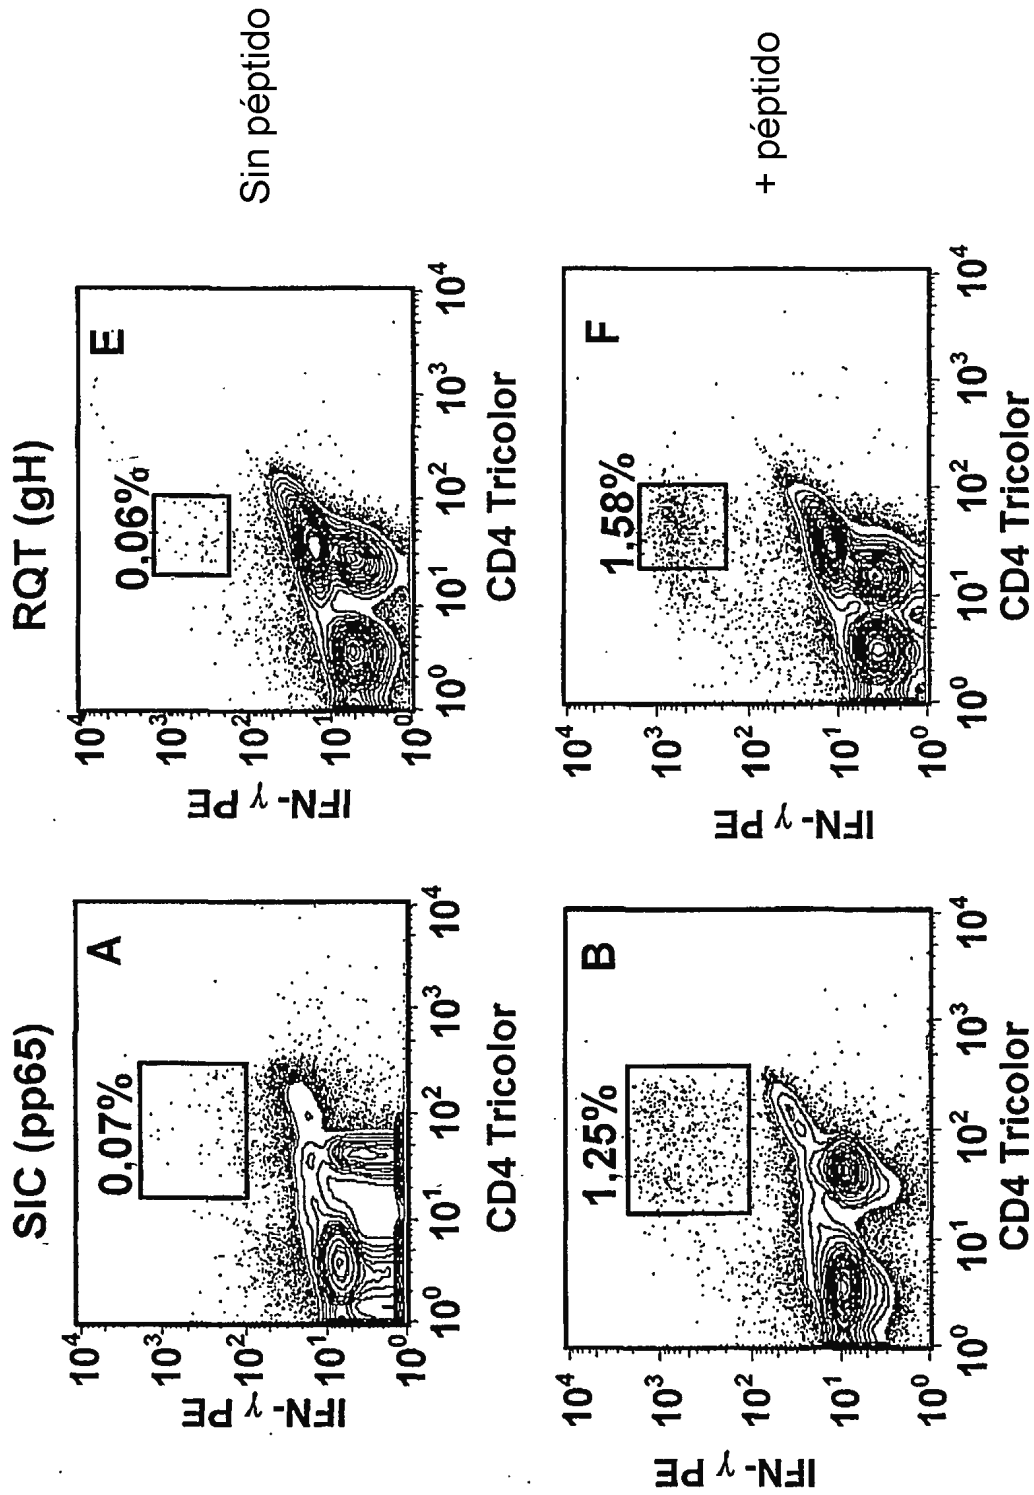 SIC (pp65)
RQT (gH)
0,07%
A
10⁴
10³
10²
10¹
10⁰
IFN-γ PE
10⁰ 10¹ 10² 10³ 10⁴
CD4 Tricolor
0,06%
E
10⁴
10³
10²
10¹
10⁰
IFN-γ PE
10⁰ 10¹ 10² 10³ 10⁴
CD4 Tricolor
Sin péptido
1,25%
B
10⁴
10³
10²
10¹
10⁰
IFN-γ PE
10⁰ 10¹ 10² 10³ 10⁴
CD4 Tricolor
1,58%
F
10⁴
10³
10²
10¹
10⁰
IFN-γ PE
10⁰ 10¹ 10² 10³ 10⁴
CD4 Tricolor
+ péptido